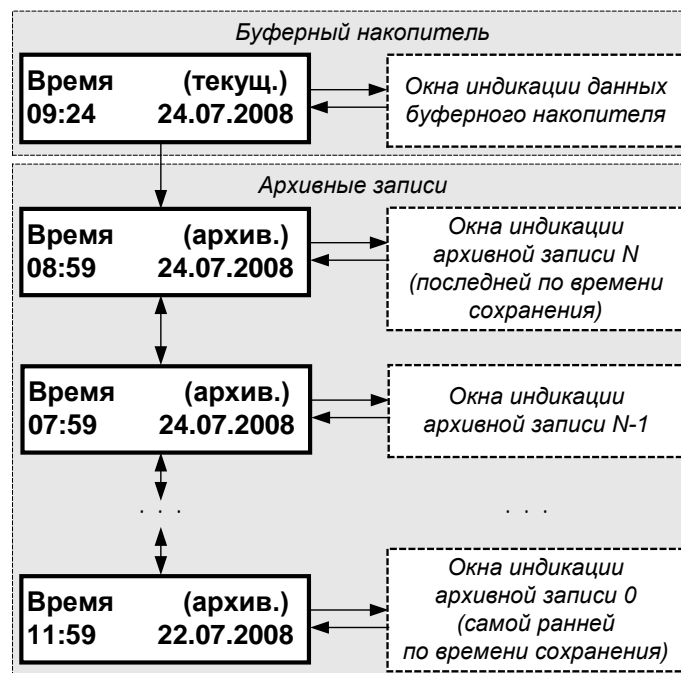 Буферный накопитель
Время (текущ.)
09:24 24.07.2008
Окна индикации данных
буферного накопителя
Архивные записи
Время (архив.)
08:59 24.07.2008
Окна индикации
архивной записи N
(последней по времени
сохранения)
Время (архив.)
07:59 24.07.2008
Окна индикации
архивной записи N-1
. . .
. . .
Время (архив.)
11:59 22.07.2008
Окна индикации
архивной записи 0
(самой ранней
по времени сохранения)